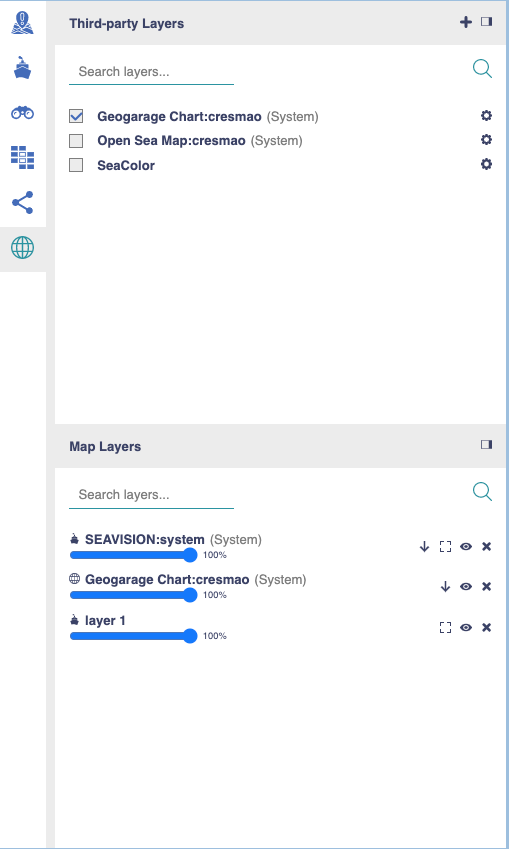 Third-party Layers
Search layers...
Geogarage Chart:cresmao (System)
Open Sea Map:cresmao (System)
SeaColor
Map Layers
Search layers...
SEAVISION:system (System)
100%
Geogarage Chart:cresmao (System)
100%
layer 1
100%